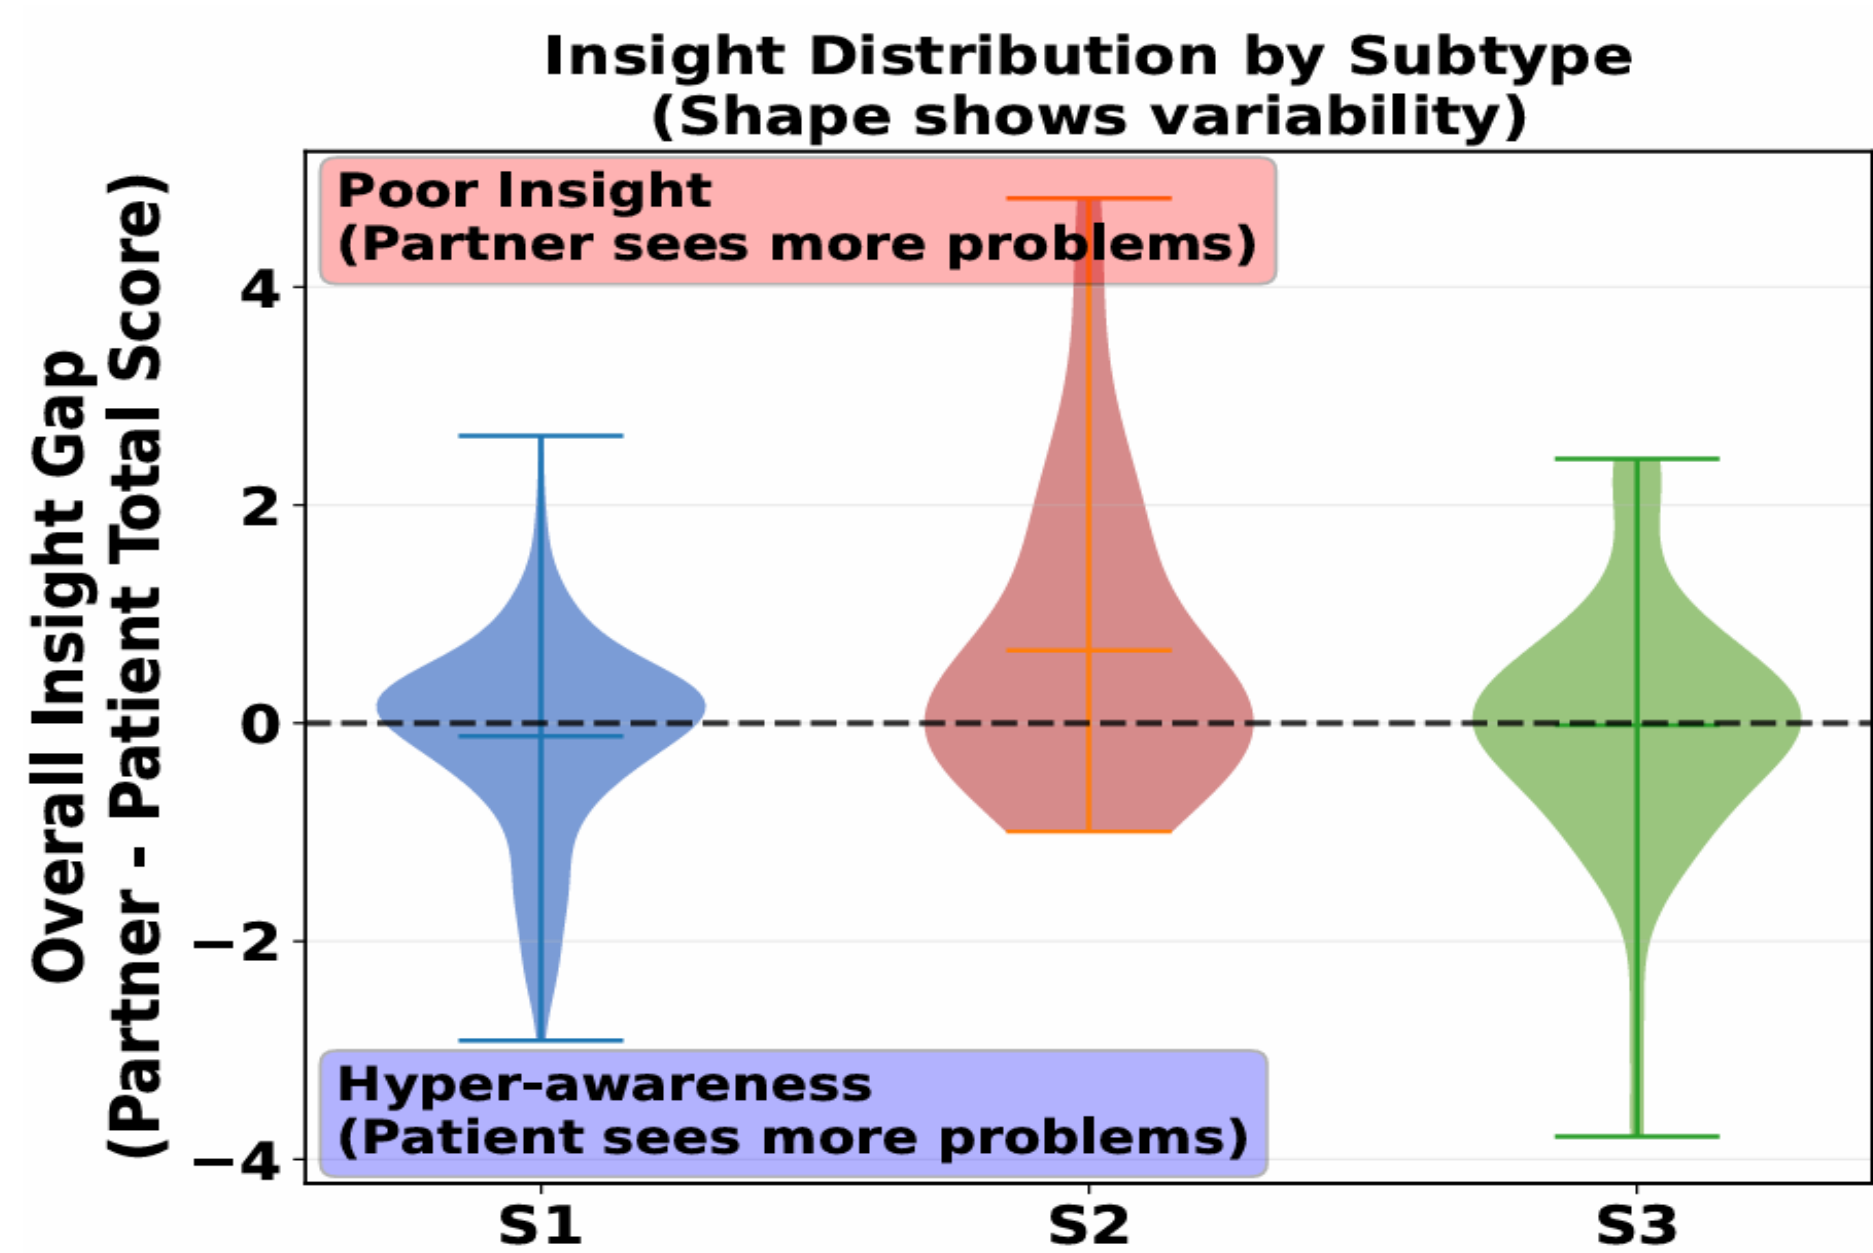 Insight Distribution by Subtype
(Shape shows variability)
Overall Insight Gap
(Partner - Patient Total Score)
Poor Insight
(Partner sees more problems)
4
2
0
−2
−4
Hyper-awareness
(Patient sees more problems)
S1
S2
S3